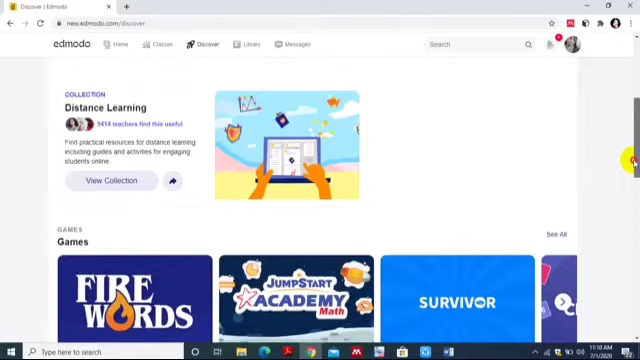 Discover | Edmodo
new.edmodo.com/discover
edmodo Home Classes Discover Library Messages Search
COLLECTION
Distance Learning
9414 teachers find this useful
Find practical resources for distance learning,
including guides and activities for engaging
students online.
View Collection
GAMES
Games
See All
FIRE
WORDS
JUMPSTART
ACADEMY
Math
SURVIVOR
Type here to search
11:10 AM
7/1/2020